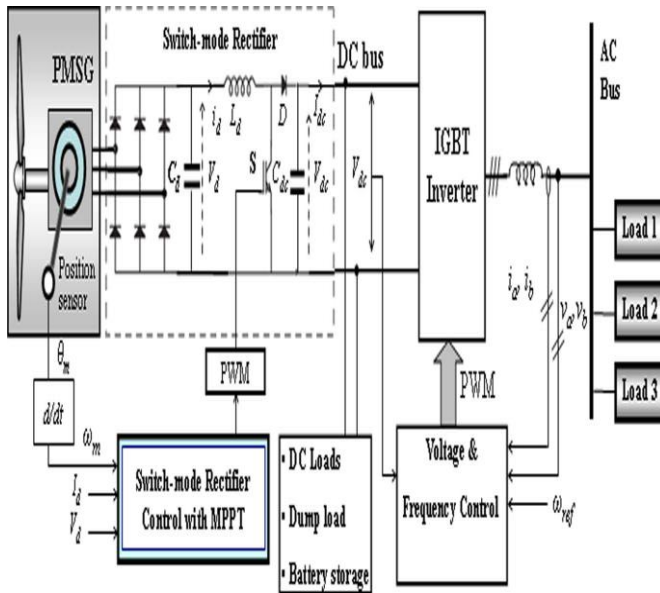 Switch-mode Rectifier
PMSG
DC bus
AC
Bus
i_d
L_d
D
I_dc
C_d
V_d
S
C_dc
V_dc
V_dc
IGBT
Inverter
Load 1
Load 2
Load 3
Position
sensor
i_a, i_b
v_a, v_b
θ_m
d/dt
PWM
PWM
ω_m
I_d
V_d
Switch-mode Rectifier
Control with MPPT
• DC Loads
• Dump load
• Battery storage
Voltage &
Frequency Control
ω_ref